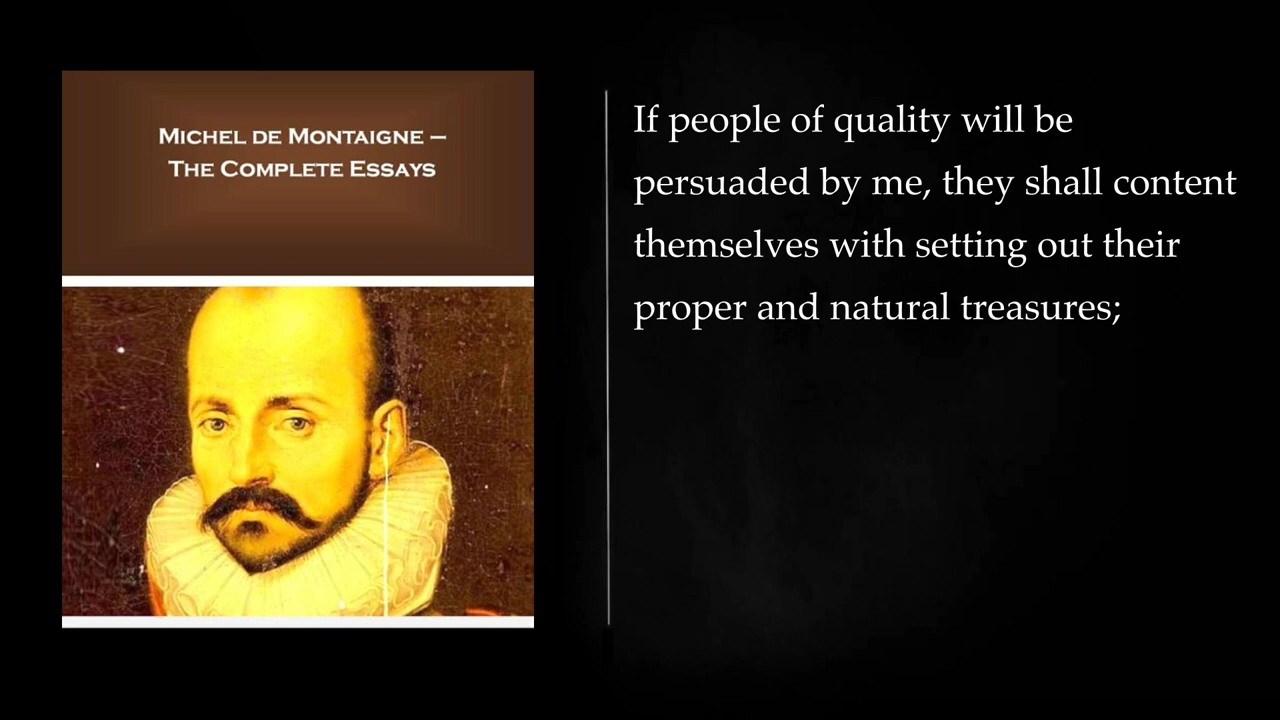 Michel de Montaigne –
The Complete Essays
If people of quality will be
persuaded by me, they shall content
themselves with setting out their
proper and natural treasures;